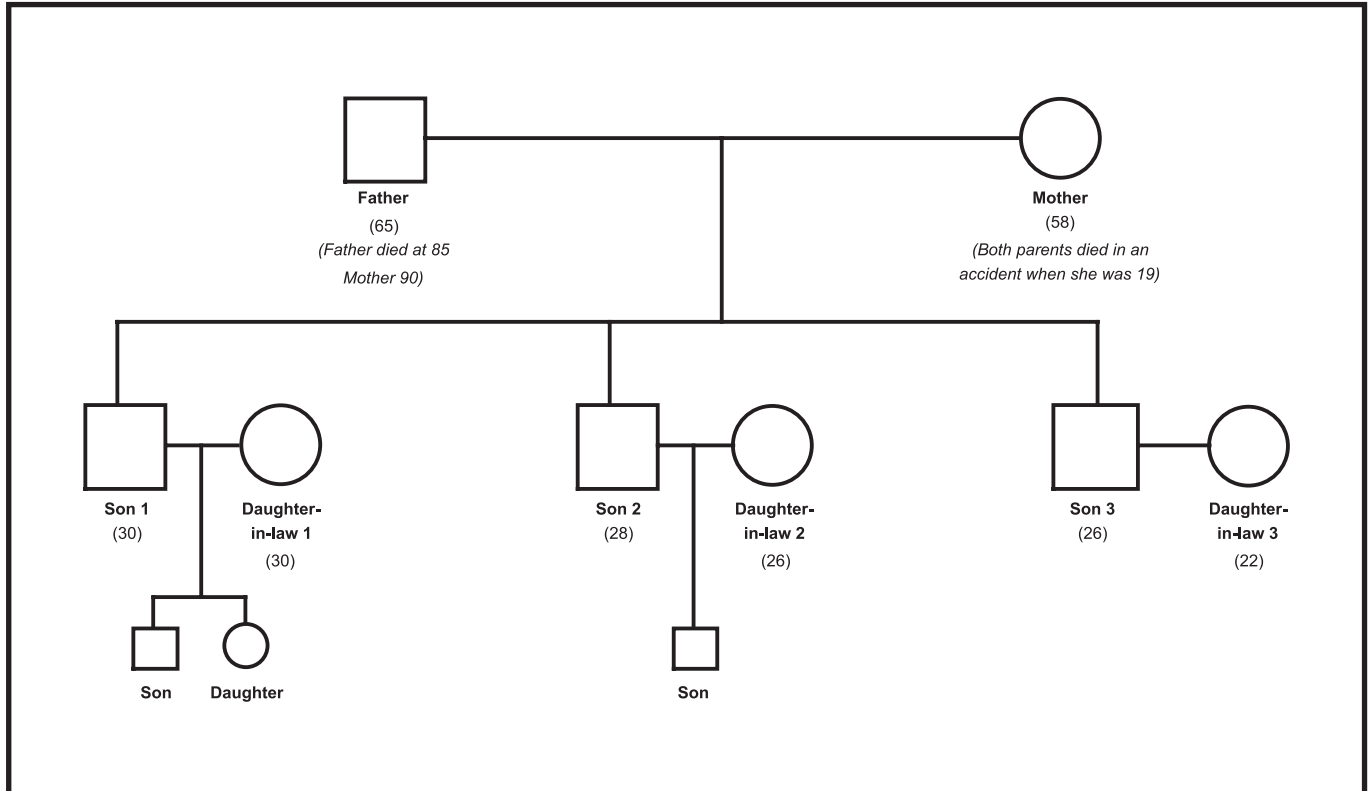 Father
(65)
(Father died at 85
Mother 90)
Mother
(58)
(Both parents died in an
accident when she was 19)
Son 1
(30)
Daughter-
in-law 1
(30)
Son 2
(28)
Daughter-
in-law 2
(26)
Son 3
(26)
Daughter-
in-law 3
(22)
Son
Daughter
Son